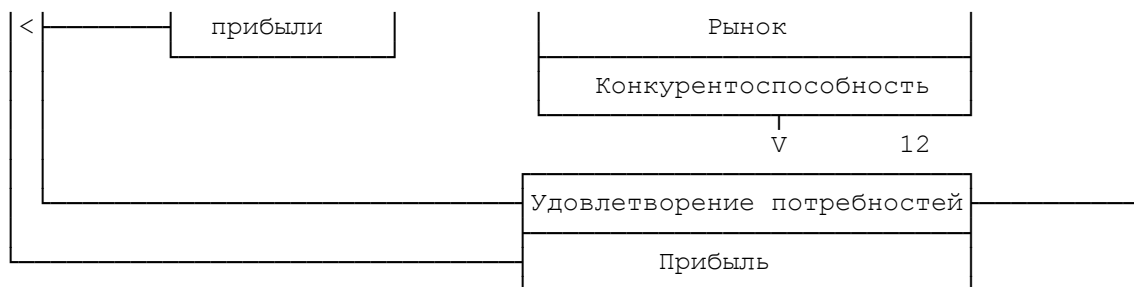 < прибыли Рынок
Конкурентоспособность
V 12
Удовлетворение потребностей
Прибыль